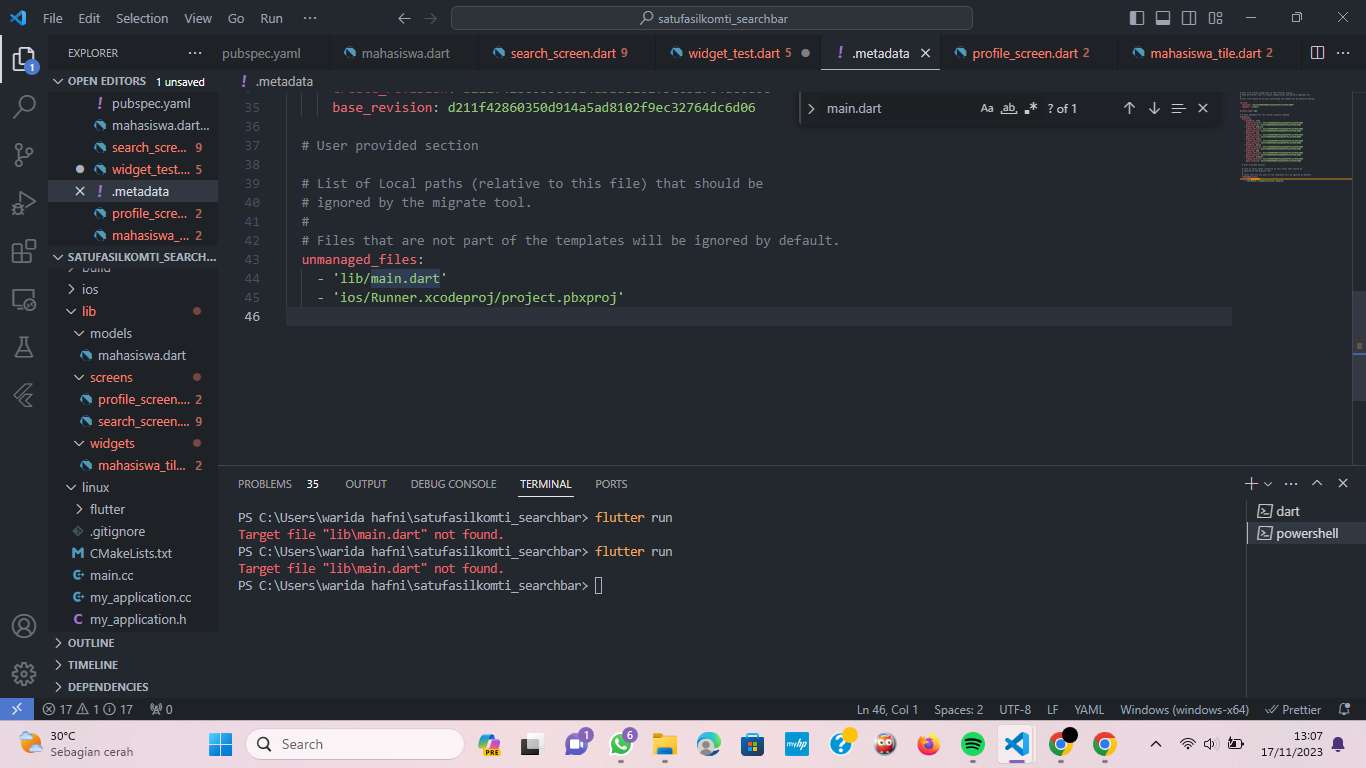 File Edit Selection View Go Run ···
satufasilkomti_searchbar
EXPLORER
pubspec.yaml
mahasiswa.dart
search_screen.dart 9
widget_test.dart 5
.metadata
profile_screen.dart 2
mahasiswa_tile.dart 2
OPEN EDITORS 1 unsaved
pubspec.yaml
mahasiswa.dart...
search_scre... 9
widget_test... 5
.metadata
profile_scre... 2
mahasiswa_... 2
SATUFASILKOMTI_SEARCH...
build
ios
lib
models
mahasiswa.dart
screens
profile_screen.... 2
search_screen.... 9
widgets
mahasiswa_til... 2
linux
flutter
.gitignore
CMakeLists.txt
main.cc
my_application.cc
my_application.h
OUTLINE
TIMELINE
DEPENDENCIES
.metadata
main.dart
Aa ab .* ? of 1
35 base_revision: d211f42860350d914a5ad8102f9ec32764dc6d06
36
37 # User provided section
38
39 # List of Local paths (relative to this file) that should be
40 # ignored by the migrate tool.
41 #
42 # Files that are not part of the templates will be ignored by default.
43 unmanaged_files:
44 - 'lib/main.dart'
45 - 'ios/Runner.xcodeproj/project.pbxproj'
46
PROBLEMS 35 OUTPUT DEBUG CONSOLE TERMINAL PORTS
PS C:\Users\warida hafni\satufasilkomti_searchbar> flutter run
Target file "lib\main.dart" not found.
PS C:\Users\warida hafni\satufasilkomti_searchbar> flutter run
Target file "lib\main.dart" not found.
PS C:\Users\warida hafni\satufasilkomti_searchbar>
dart
powershell
1
17 1 17 0
Ln 46, Col 1 Spaces: 2 UTF-8 LF YAML Windows (windows-x64) Prettier
30°C
Sebagian cerah
Search
PRE
1
6
myhp
13:07
17/11/2023